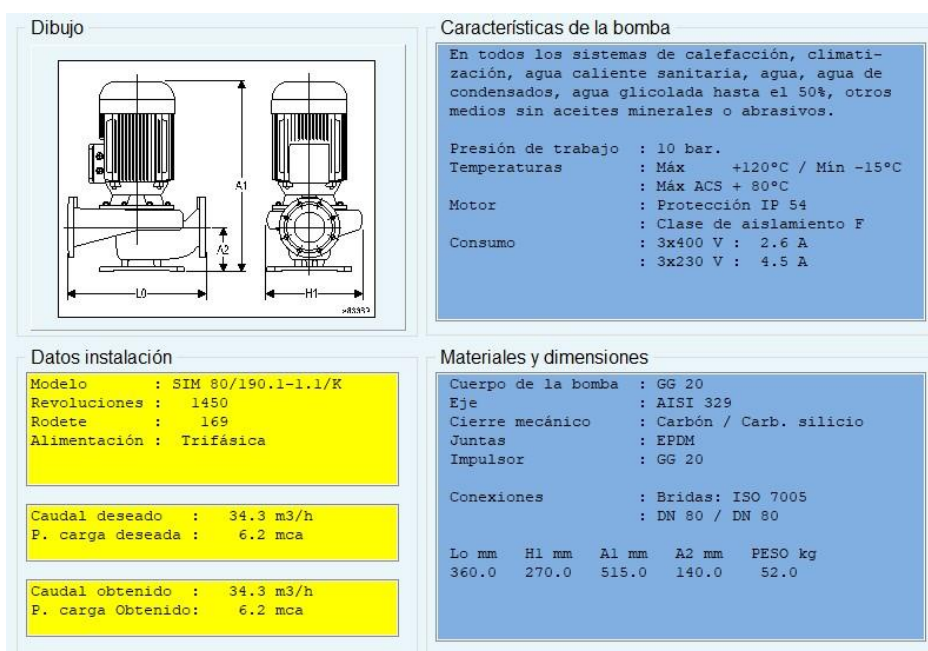 Dibujo
A1
A2
L0
H1
Características de la bomba
En todos los sistemas de calefacción, climati-
zación, agua caliente sanitaria, agua, agua de
condensados, agua glicolada hasta el 50%, otros
medios sin aceites minerales o abrasivos.
Presión de trabajo : 10 bar.
Temperaturas : Máx +120°C / Mín -15°C
: Máx ACS + 80°C
Motor : Protección IP 54
: Clase de aislamiento F
Consumo : 3x400 V : 2.6 A
: 3x230 V : 4.5 A
Datos instalación
Modelo : SIM 80/190.1-1.1/K
Revoluciones : 1450
Rodete : 169
Alimentación : Trifásica
Caudal deseado : 34.3 m3/h
P. carga deseada : 6.2 mca
Caudal obtenido : 34.3 m3/h
P. carga Obtenido: 6.2 mca
Materiales y dimensiones
Cuerpo de la bomba : GG 20
Eje : AISI 329
Cierre mecánico : Carbón / Carb. silicio
Juntas : EPDM
Impulsor : GG 20
Conexiones : Bridas: ISO 7005
: DN 80 / DN 80
Lo mm H1 mm A1 mm A2 mm PESO kg
360.0 270.0 515.0 140.0 52.0